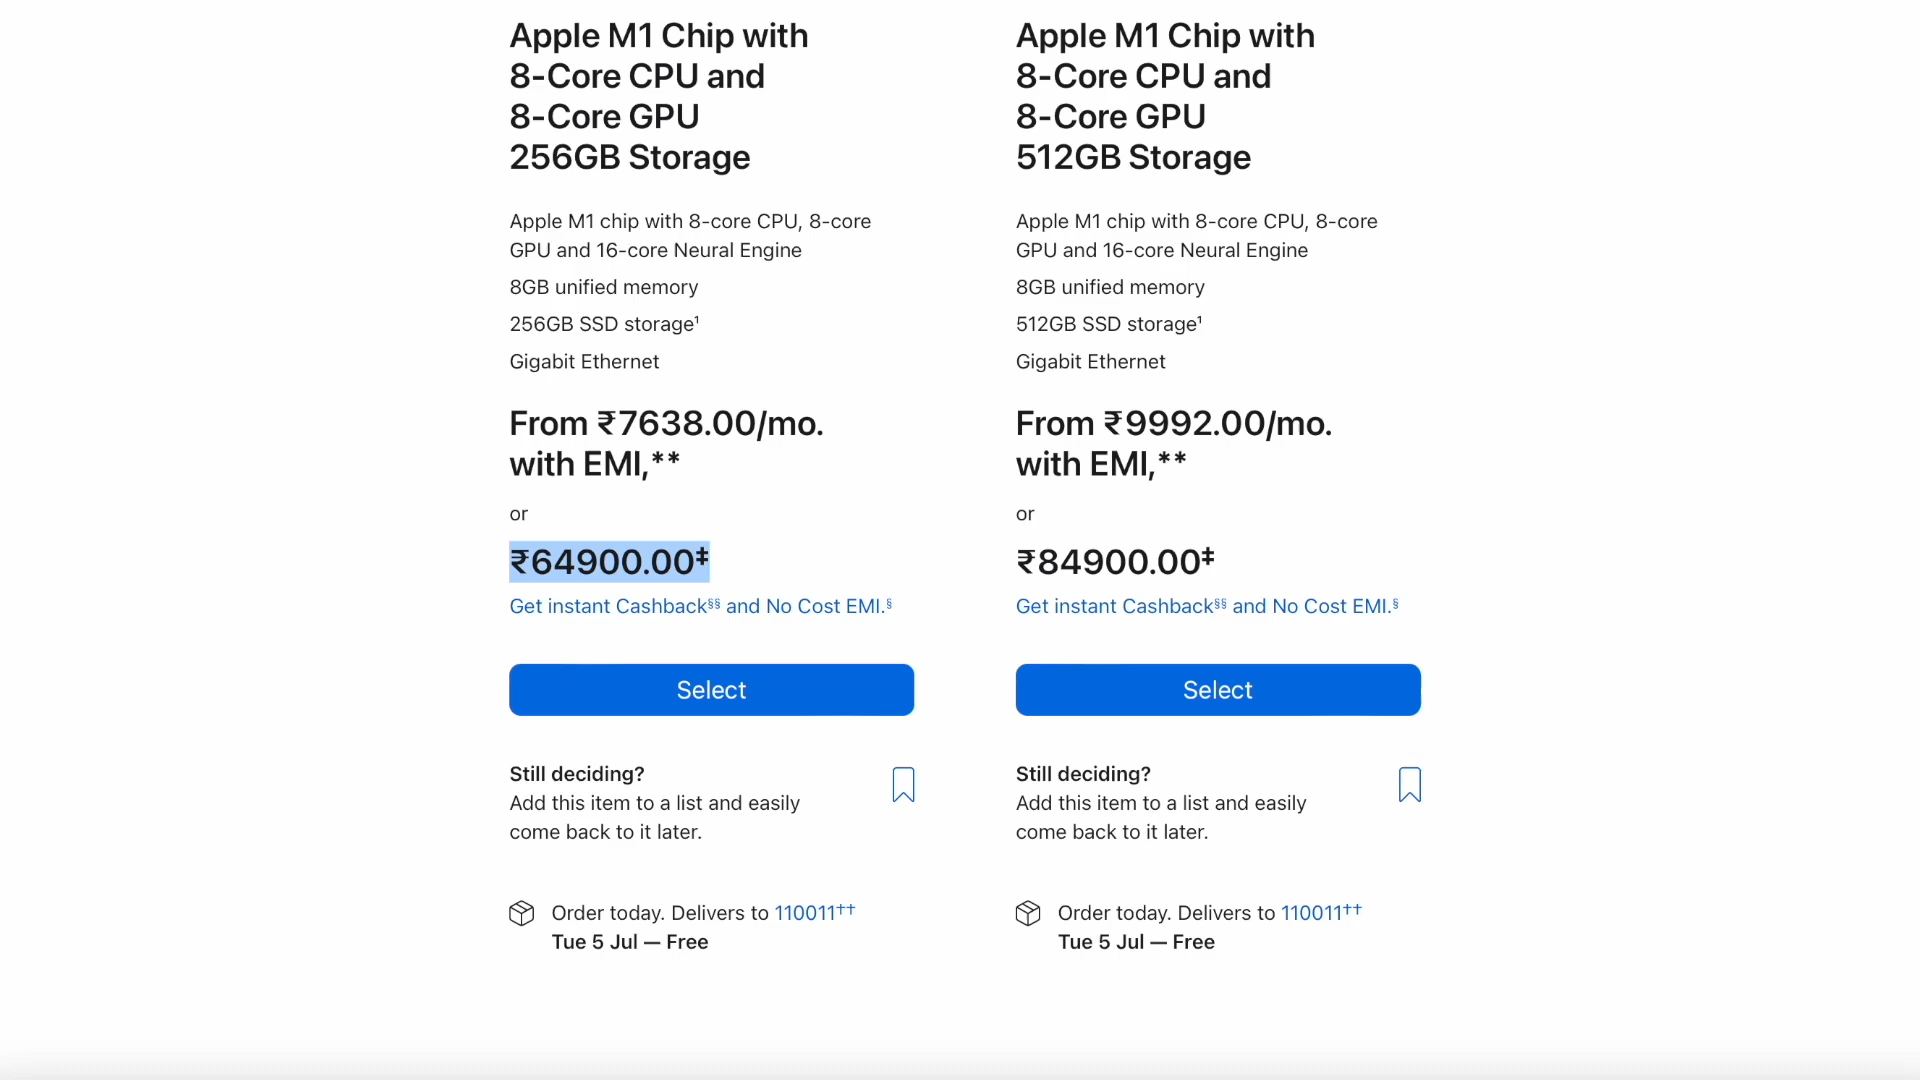 Apple M1 Chip with
8-Core CPU and
8-Core GPU
256GB Storage
Apple M1 chip with 8-core CPU, 8-core
GPU and 16-core Neural Engine
8GB unified memory
256GB SSD storage¹
Gigabit Ethernet
From ₹7638.00/mo.
with EMI,**
or
₹64900.00‡
Get instant Cashback§§ and No Cost EMI.§
Select
Still deciding?
Add this item to a list and easily
come back to it later.
Order today. Delivers to 110011††
Tue 5 Jul — Free
Apple M1 Chip with
8-Core CPU and
8-Core GPU
512GB Storage
Apple M1 chip with 8-core CPU, 8-core
GPU and 16-core Neural Engine
8GB unified memory
512GB SSD storage¹
Gigabit Ethernet
From ₹9992.00/mo.
with EMI,**
or
₹84900.00‡
Get instant Cashback§§ and No Cost EMI.§
Select
Still deciding?
Add this item to a list and easily
come back to it later.
Order today. Delivers to 110011††
Tue 5 Jul — Free